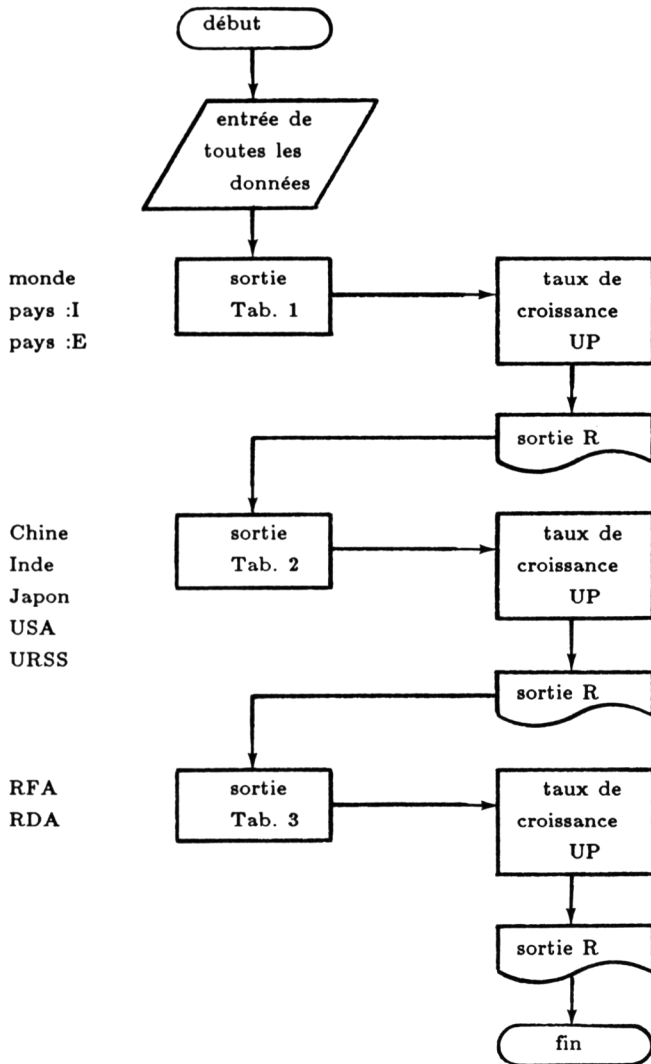 début
entrée de
toutes les
données
monde
pays :I
pays :E
sortie
Tab. 1
taux de
croissance
UP
sortie R
Chine
Inde
Japon
USA
URSS
sortie
Tab. 2
taux de
croissance
UP
sortie R
RFA
RDA
sortie
Tab. 3
taux de
croissance
UP
sortie R
fin